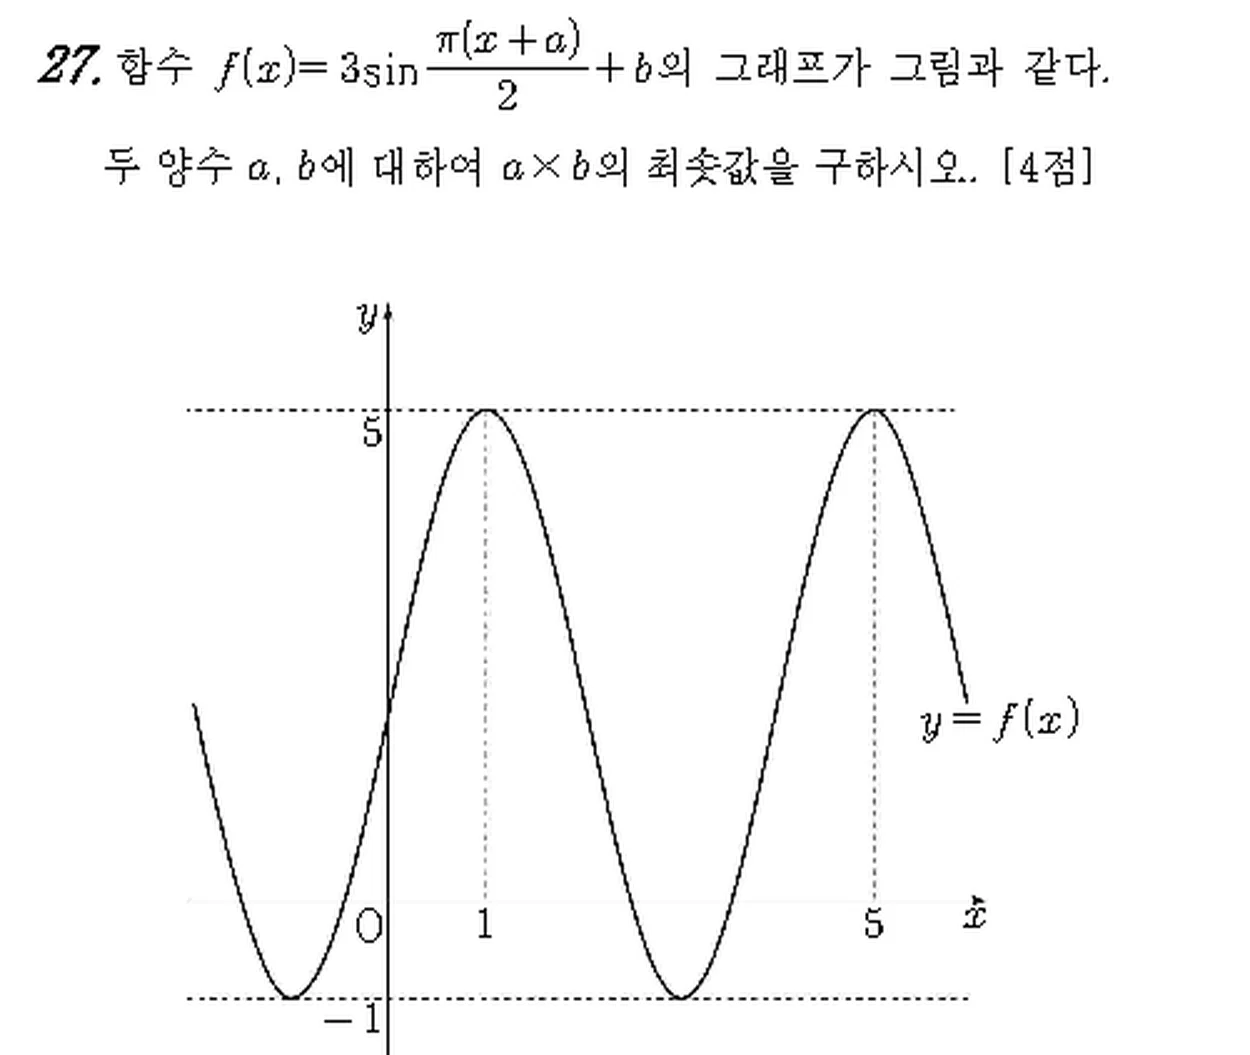 27. 함수 f(x)=3sin π(x+a)/2 +b의 그래프가 그림과 같다.
두 양수 a, b에 대하여 a×b의 최솟값을 구하시오.. [4점]
y
5
y= f(x)
O 1 5 x
-1